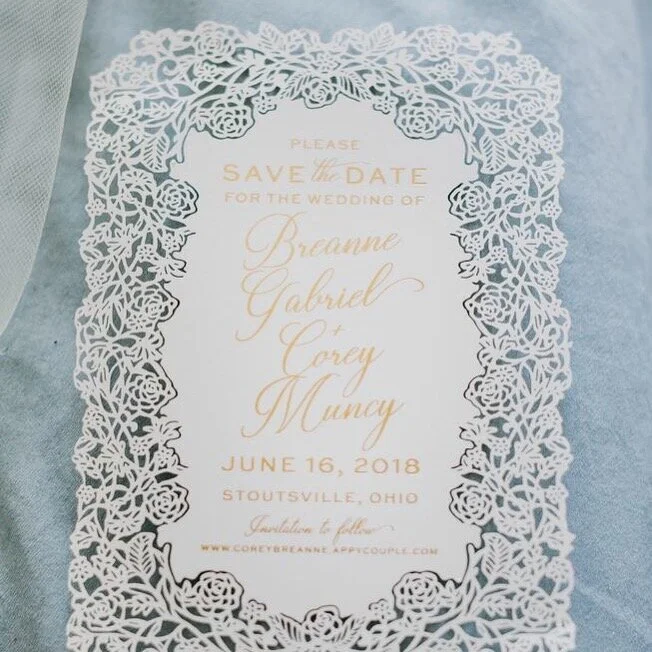 PLEASE
SAVE the DATE
FOR THE WEDDING OF
Breanne
Gabriel
+
Corey
Muncy
JUNE 16, 2018
STOUTSVILLE, OHIO
Invitation to follow
WWW.COREYBREANNE.APPYCOUPLE.COM